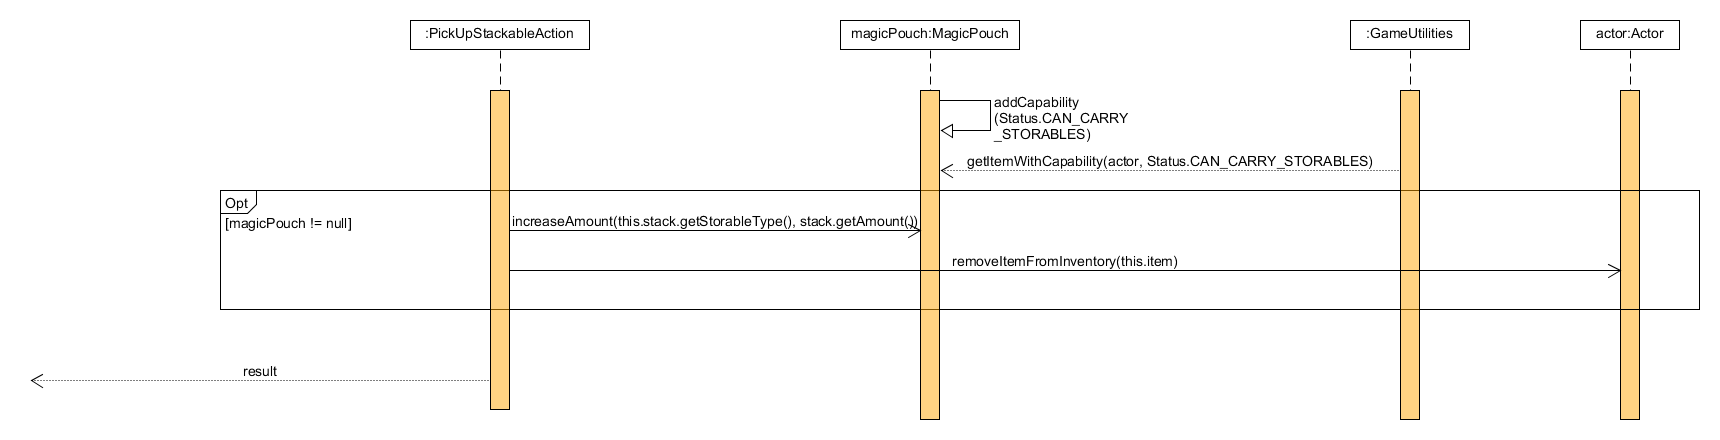 :PickUpStackableAction
magicPouch:MagicPouch
:GameUtilities
actor:Actor
addCapability
(Status.CAN_CARRY
_STORABLES)
getItemWithCapability(actor, Status.CAN_CARRY_STORABLES)
Opt
[magicPouch != null]
increaseAmount(this.stack.getStorableType(), stack.getAmount())
removeItemFromInventory(this.item)
result